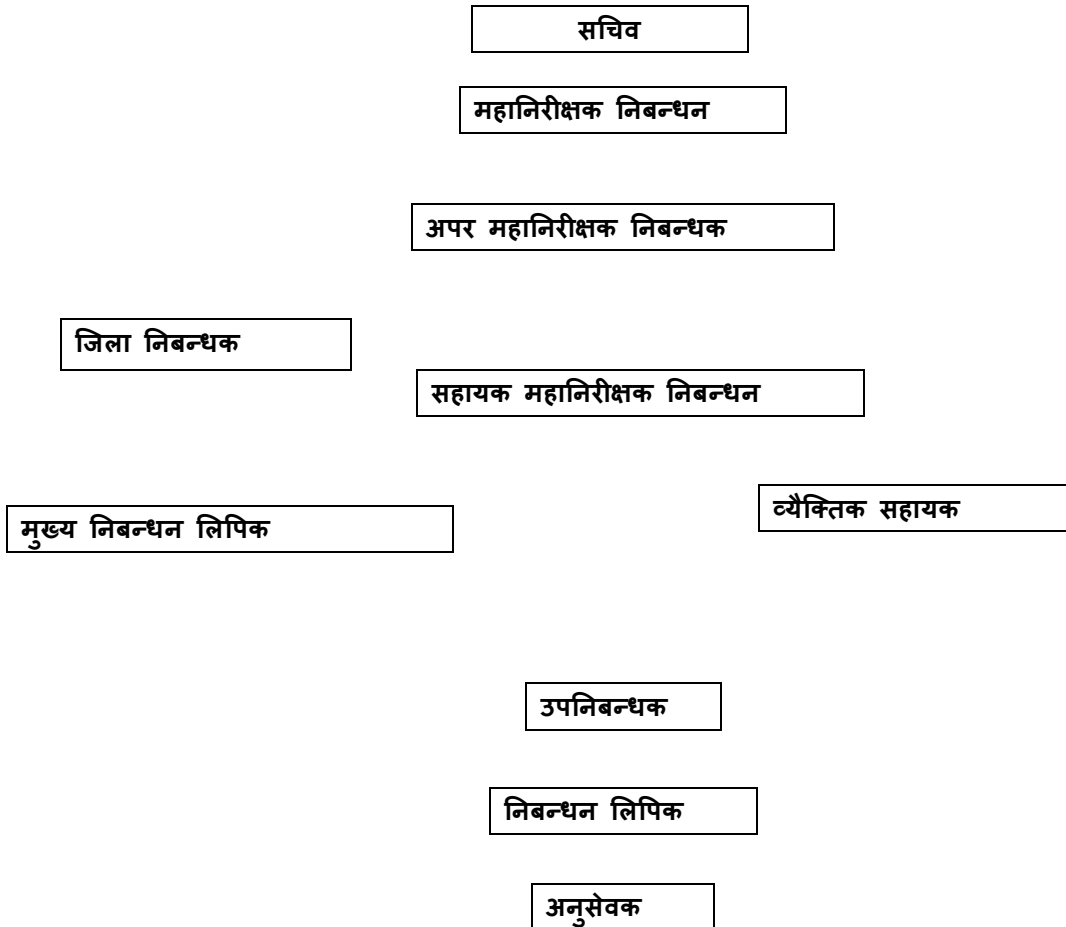 सचिव
महानिरीक्षक निबन्धन
अपर महानिरीक्षक निबन्धक
जिला निबन्धक
सहायक महानिरीक्षक निबन्धन
मुख्य निबन्धन लिपिक
व्यैक्तिक सहायक
उपनिबन्धक
निबन्धन लिपिक
अनुसेवक